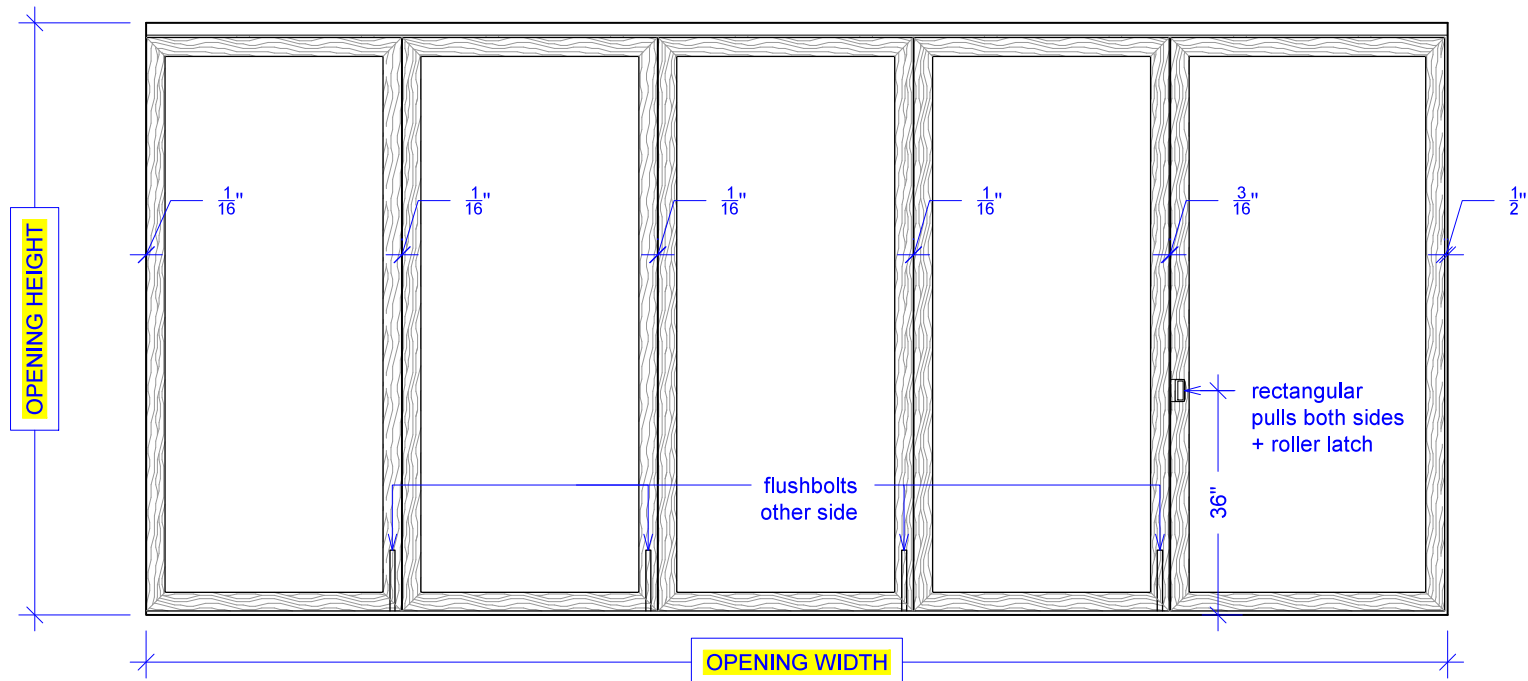 1/16"
1/16"
1/16"
1/16"
3/16"
1/2"
OPENING HEIGHT
rectangular
pulls both sides
+ roller latch
36"
flushbolts
other side
OPENING WIDTH